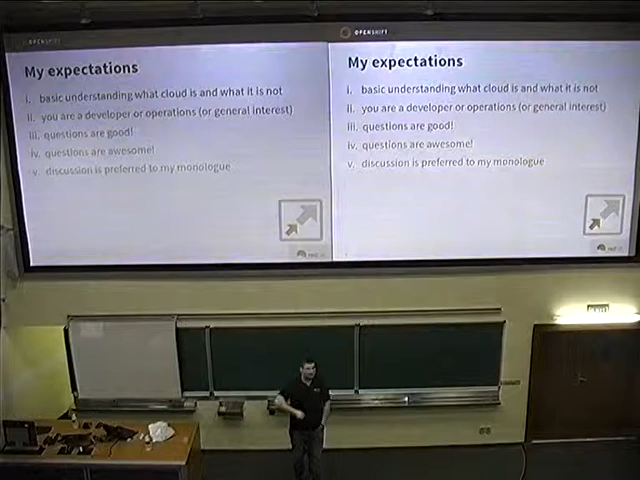 OPENSHIFT
My expectations
i. basic understanding what cloud is and what it is not
ii. you are a developer or operations (or general interest)
iii. questions are good!
iv. questions are awesome!
v. discussion is preferred to my monologue
OPENSHIFT
My expectations
i. basic understanding what cloud is and what it is not
ii. you are a developer or operations (or general interest)
iii. questions are good!
iv. questions are awesome!
v. discussion is preferred to my monologue